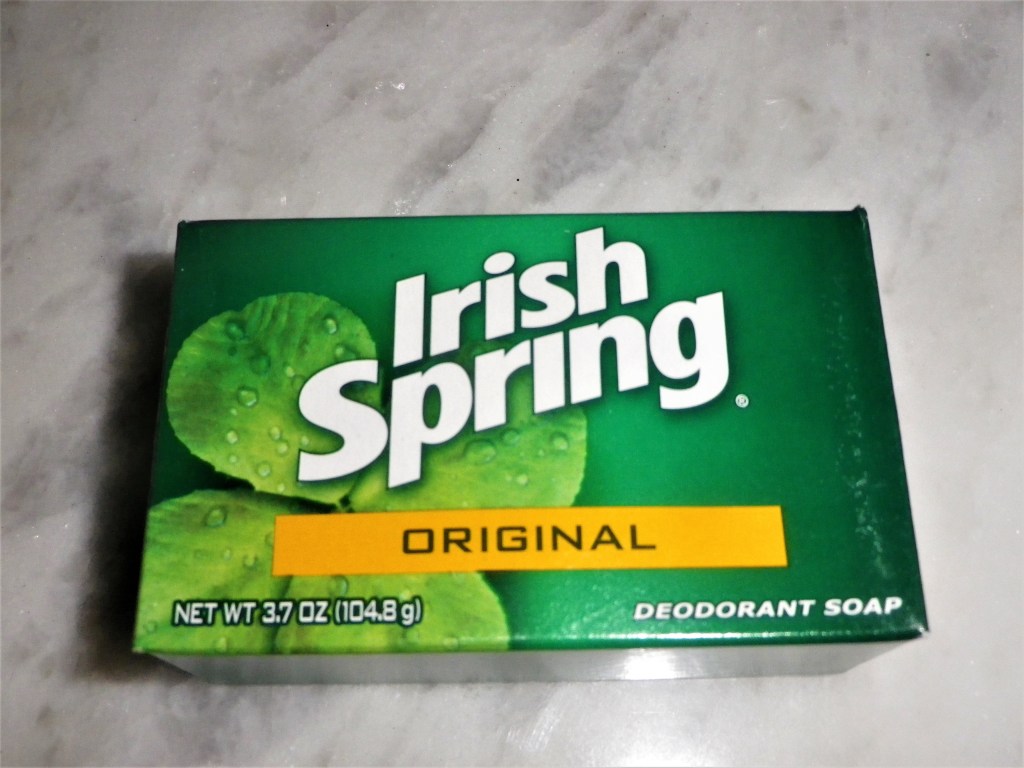 Irish
Spring®
ORIGINAL
NET WT 3.7 OZ (104.8 g)
DEODORANT SOAP